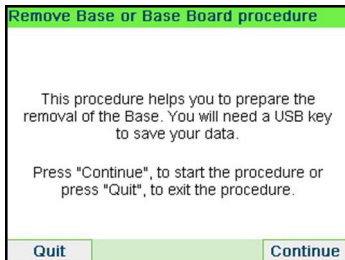 Remove Base or Base Board procedure
This procedure helps you to prepare the
removal of the Base. You will need a USB key
to save your data.
Press "Continue", to start the procedure or
press "Quit", to exit the procedure.
Quit
Continue